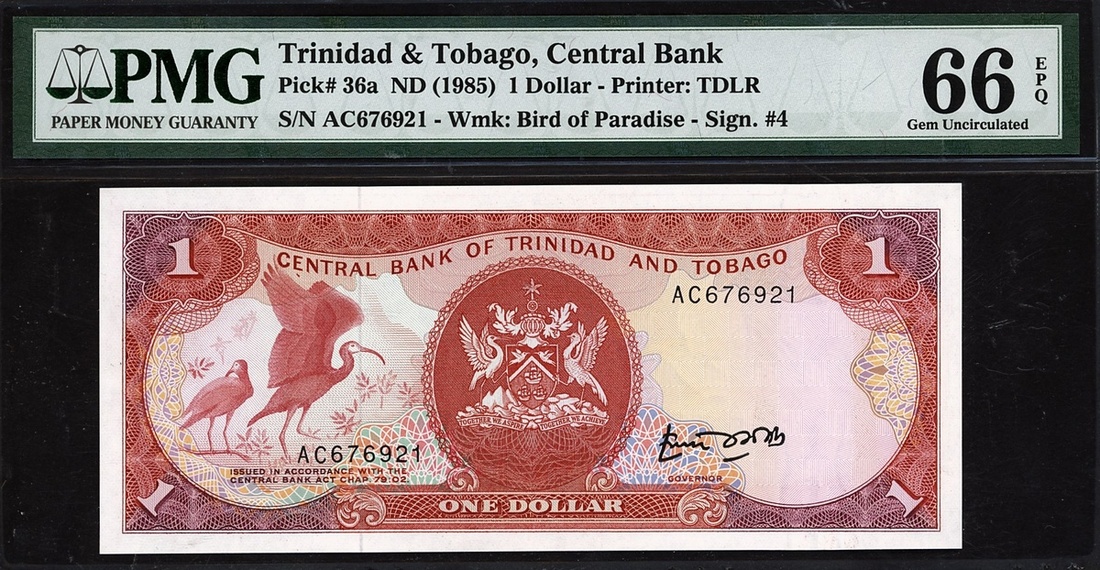 PMG
PAPER MONEY GUARANTY
Trinidad & Tobago, Central Bank
Pick# 36a ND (1985) 1 Dollar - Printer: TDLR
S/N AC676921 - Wmk: Bird of Paradise - Sign. #4
66
EPQ
Gem Uncirculated
1
1
CENTRAL BANK OF TRINIDAD AND TOBAGO
AC676921
TOGETHER WE ASPIRE TOGETHER WE ACHIEVE
AC676921
ISSUED IN ACCORDANCE WITH THE
CENTRAL BANK ACT CHAP. 79:02.
GOVERNOR
1
ONE DOLLAR
1